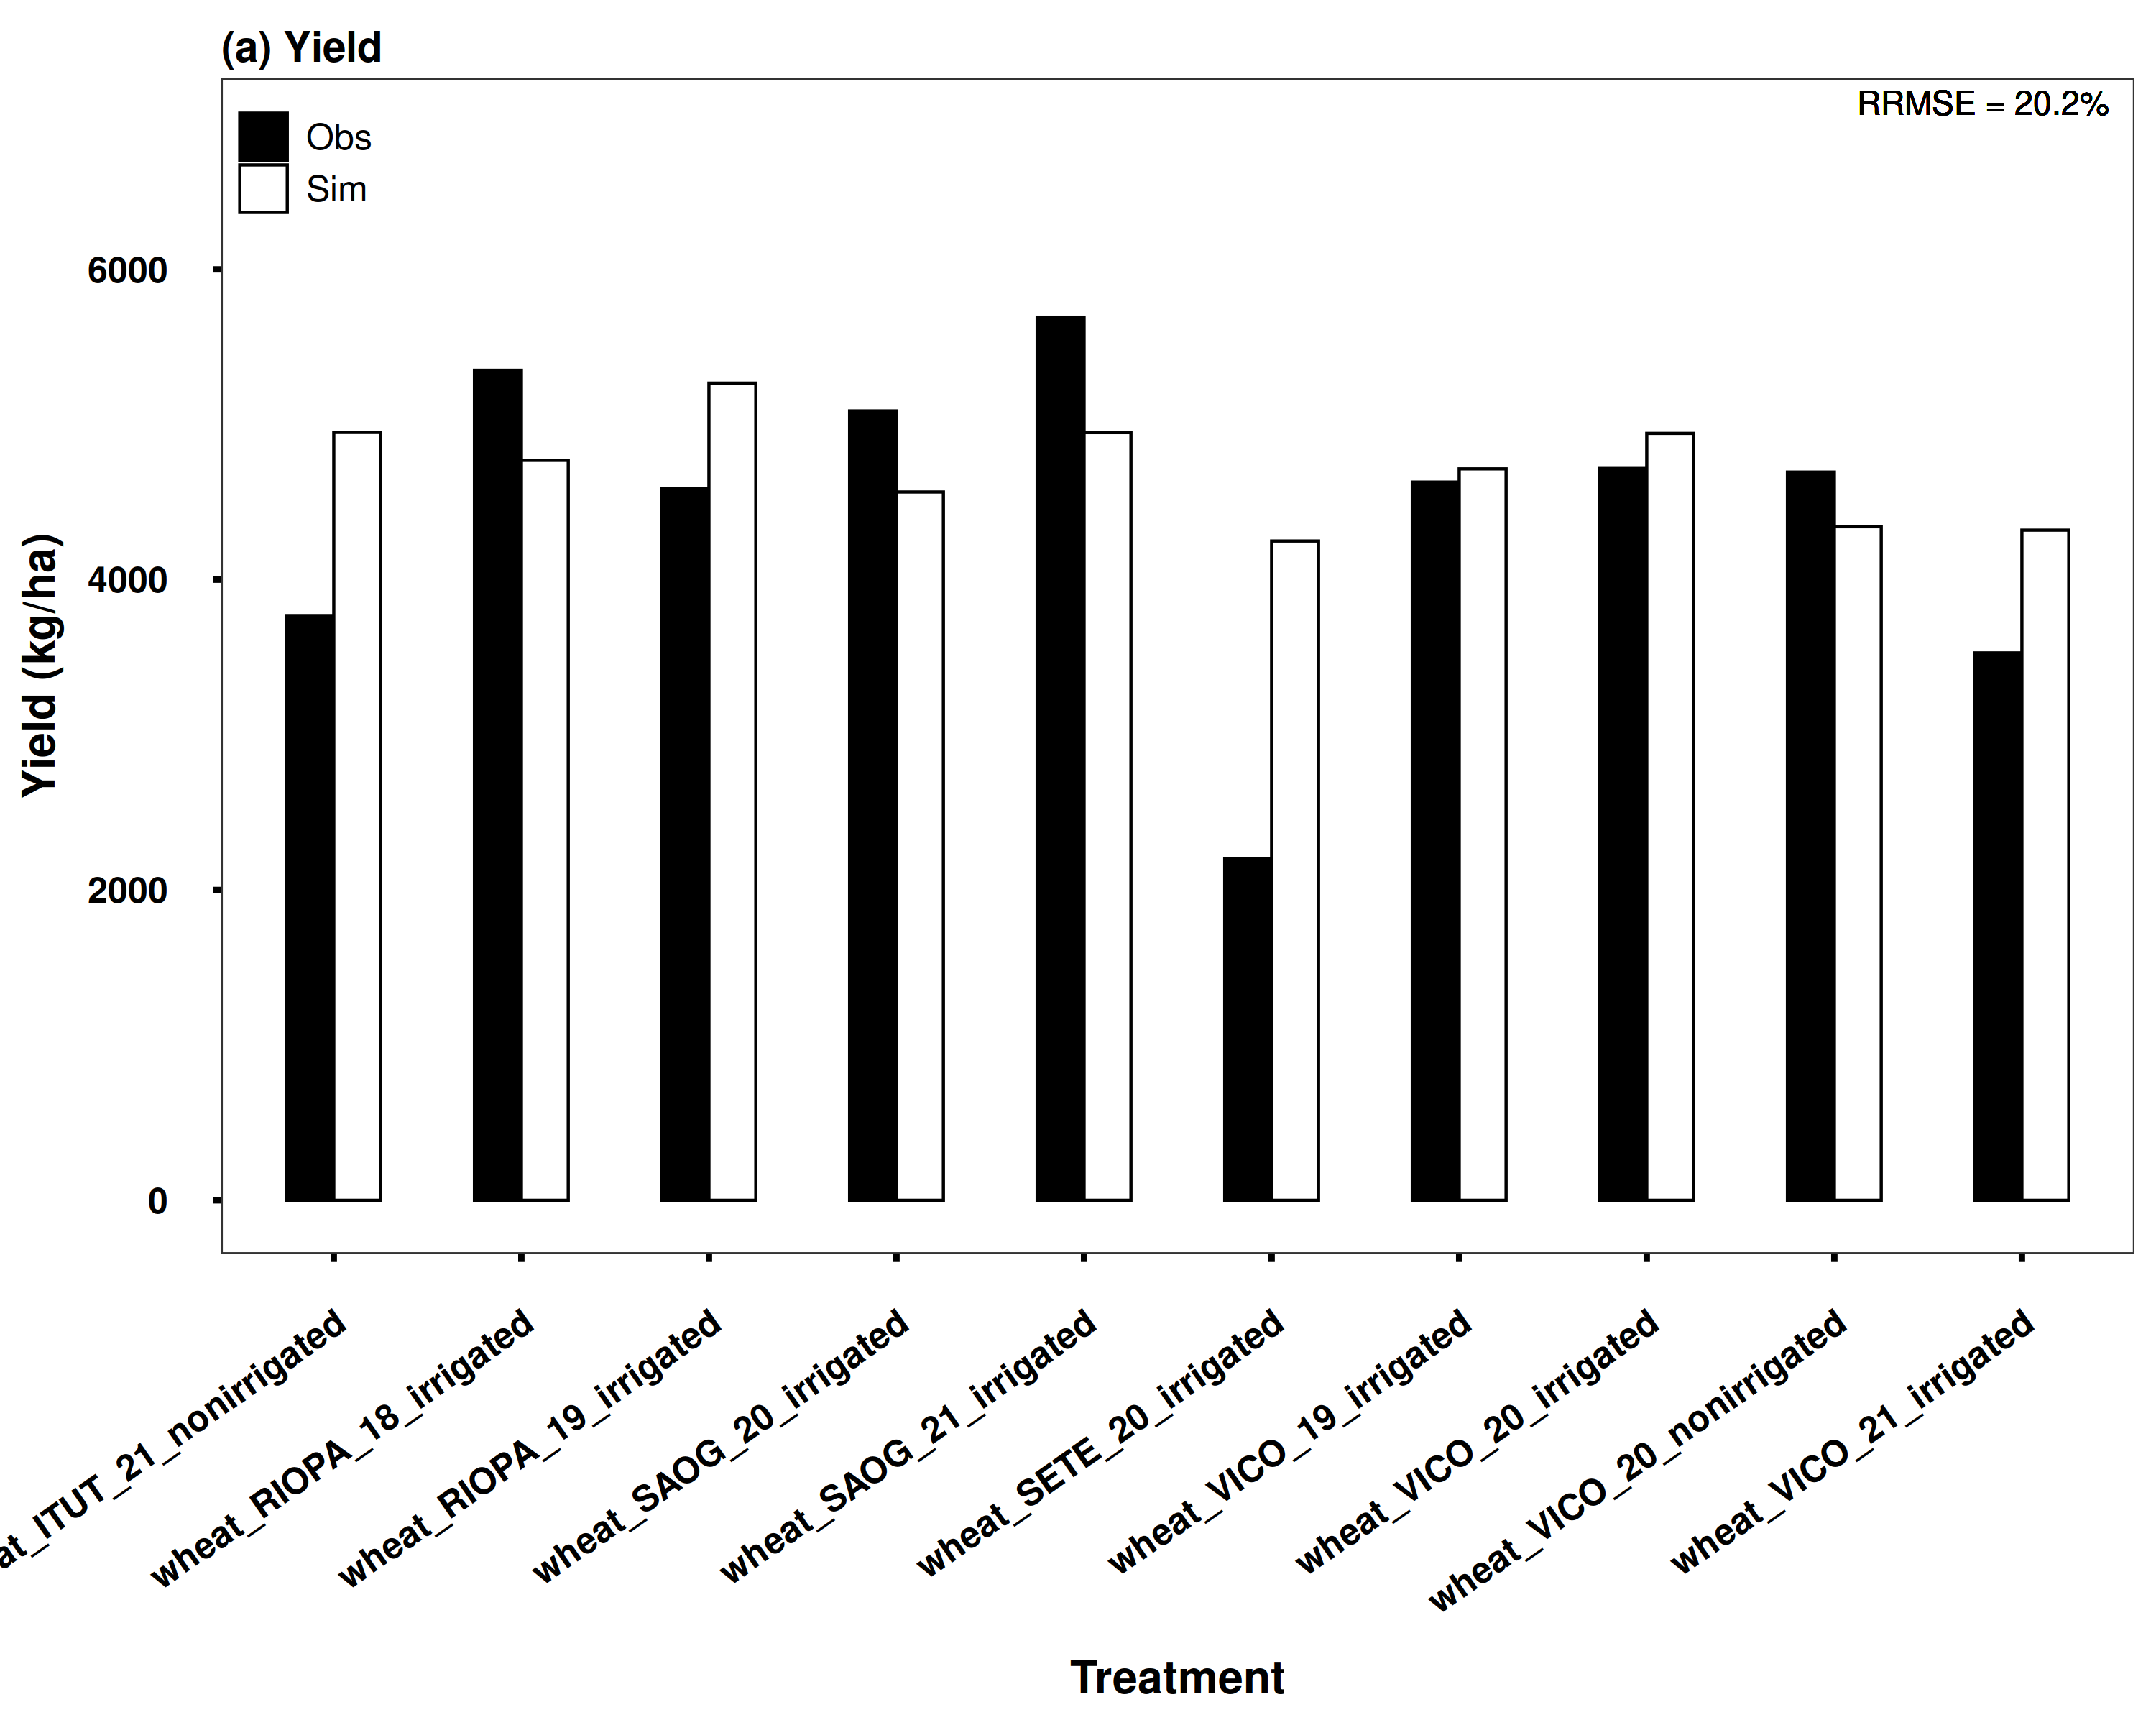 (a) Yield
RRMSE = 20.2%
Obs
Sim
6000
4000
2000
0
Yield (kg/ha)
at_ITUT_21_nonirrigated
wheat_RIOPA_18_irrigated
wheat_RIOPA_19_irrigated
wheat_SAOG_20_irrigated
wheat_SAOG_21_irrigated
wheat_SETE_20_irrigated
wheat_VICO_19_irrigated
wheat_VICO_20_irrigated
wheat_VICO_20_nonirrigated
wheat_VICO_21_irrigated
Treatment